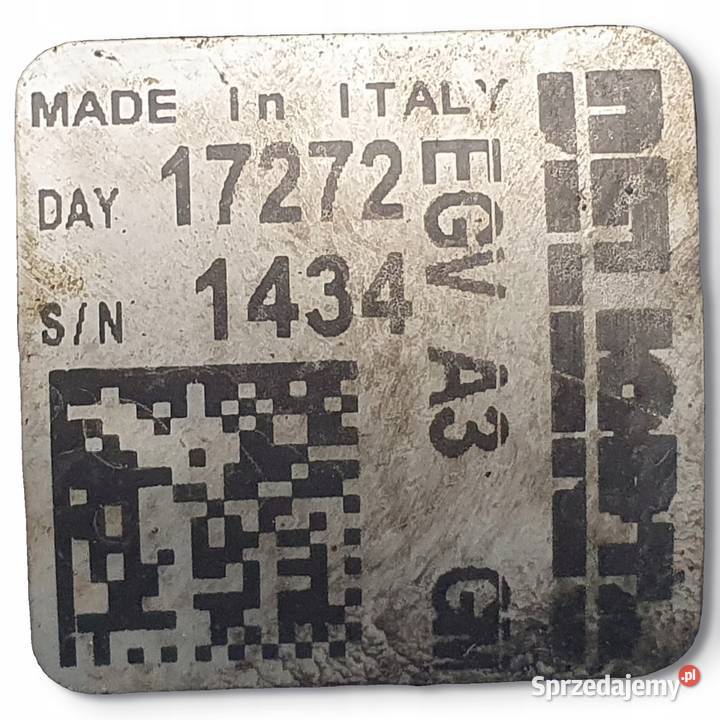 MADE in ITALY
DAY 17272
S/N 1434
EGV A3
Sprzedajemy.pl